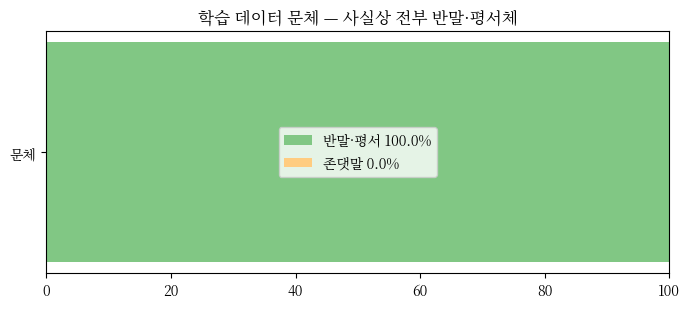 학습 데이터 문체 — 사실상 전부 반말·평서체
문체
반말·평서 100.0%
존댓말 0.0%
0 20 40 60 80 100